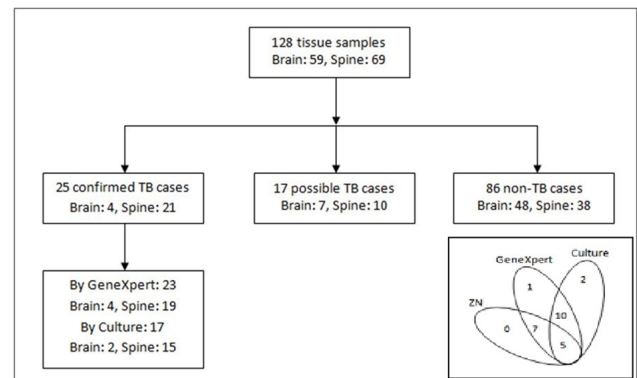 128 tissue samples
Brain: 59, Spine: 69
25 confirmed TB cases
Brain: 4, Spine: 21
17 possible TB cases
Brain: 7, Spine: 10
86 non-TB cases
Brain: 48, Spine: 38
By GeneXpert: 23
Brain: 4, Spine: 19
By Culture: 17
Brain: 2, Spine: 15
GeneXpert
Culture
ZN
1
2
10
0
7
5